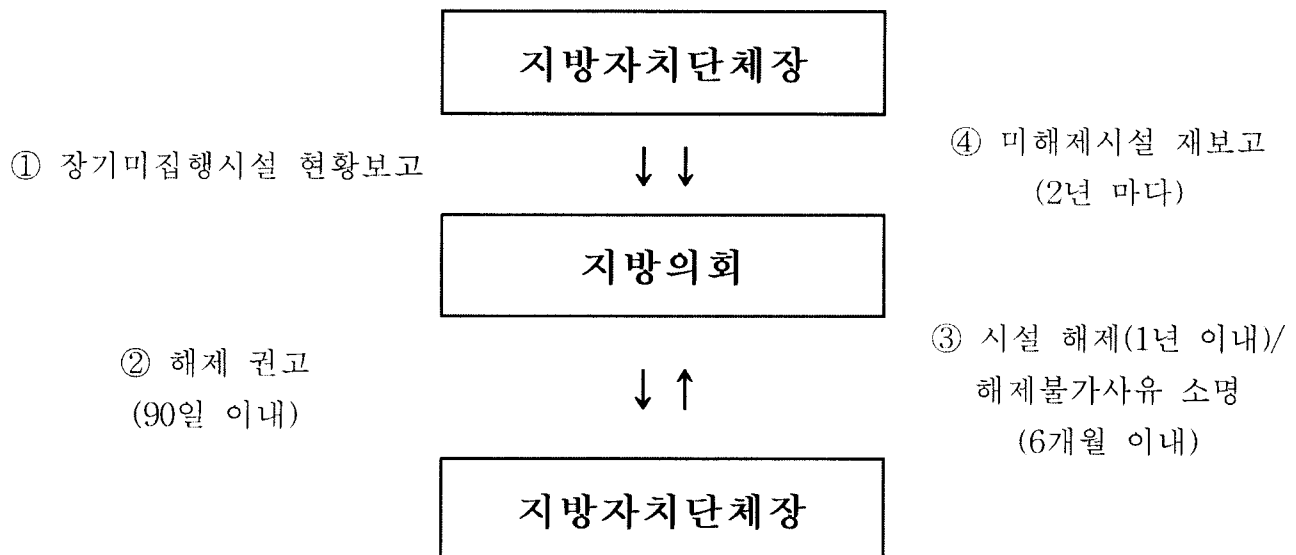 지방자치단체장
① 장기미집행시설 현황보고
↓ ↓
④ 미해제시설 재보고
(2년 마다)
지방의회
② 해제 권고
(90일 이내)
↓ ↑
③ 시설 해제(1년 이내)/
해제불가사유 소명
(6개월 이내)
지방자치단체장